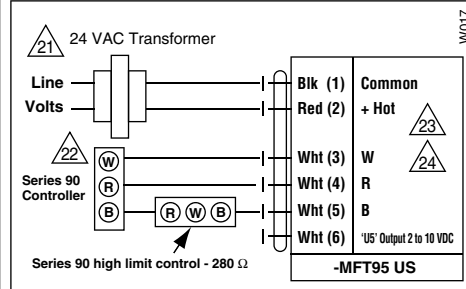 W017
21 24 VAC Transformer
Line
Volts
Blk (1) Common
Red (2) + Hot
23
22
24
Series 90
Controller
W
R
B
R W B
Wht (3) W
Wht (4) R
Wht (5) B
Wht (6) 'U5' Output 2 to 10 VDC
Series 90 high limit control - 280 Ω
-MFT95 US